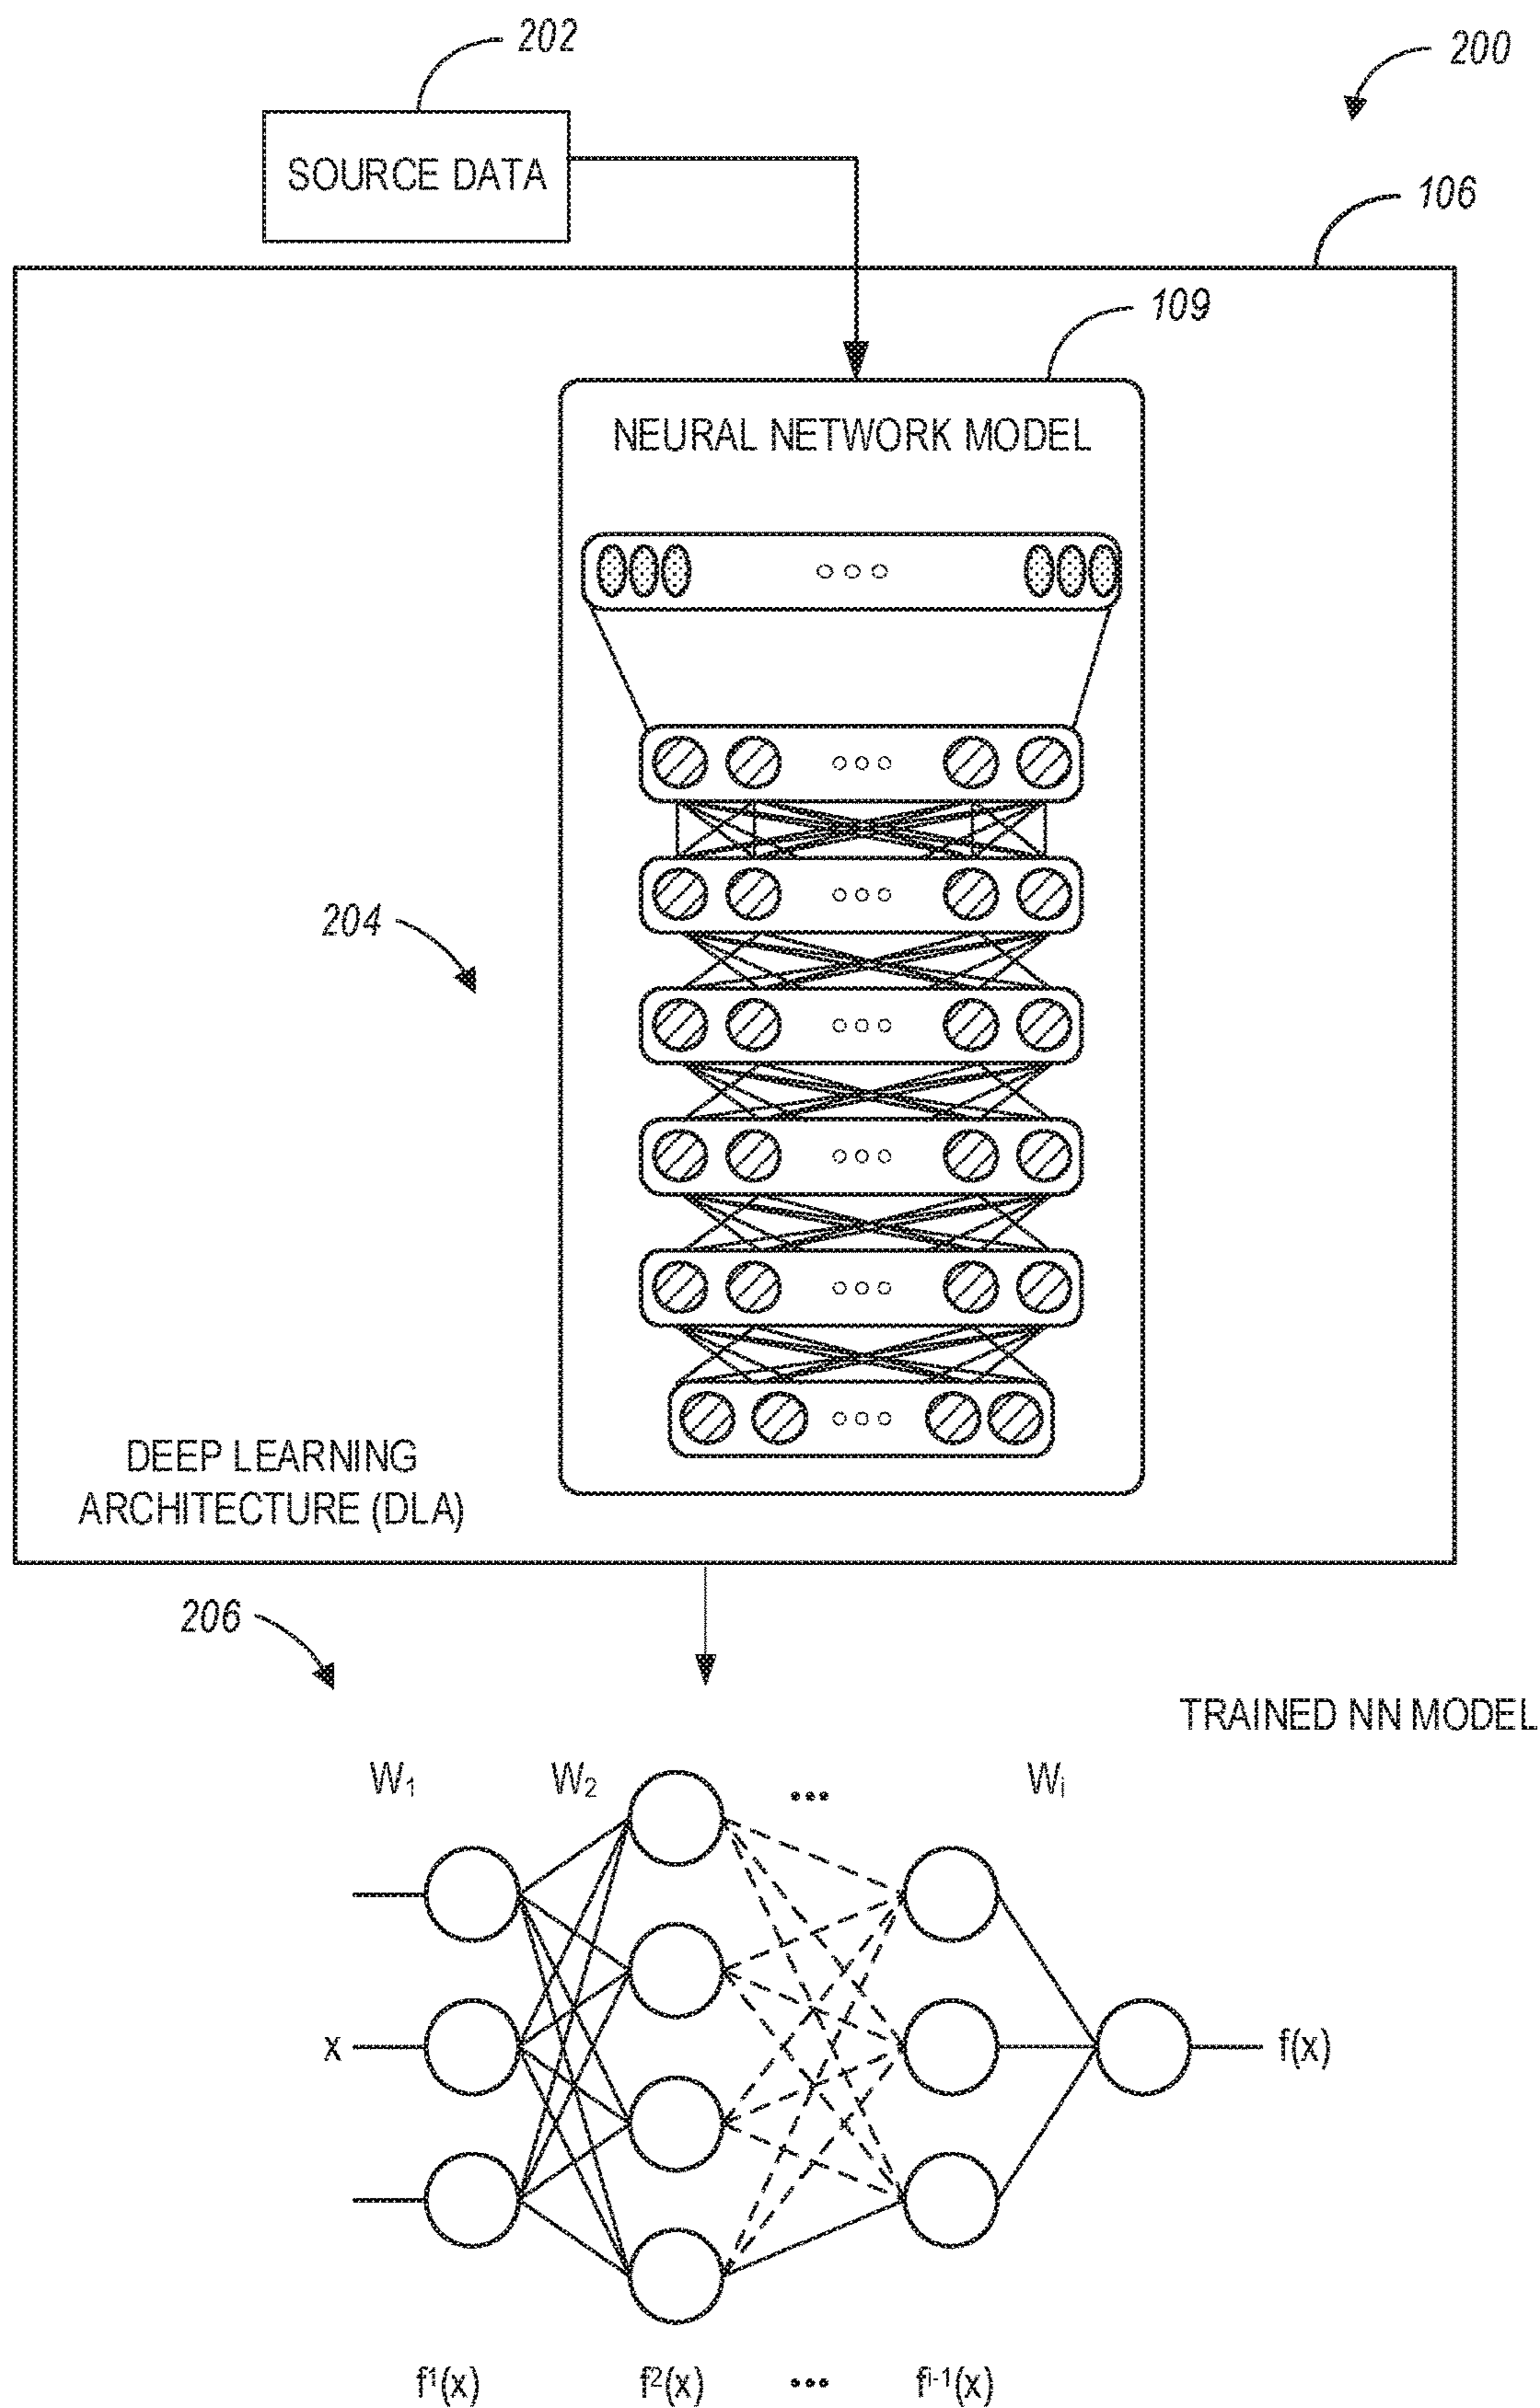 202
200
SOURCE DATA
106
109
NEURAL NETWORK MODEL
204
DEEP LEARNING
ARCHITECTURE (DLA)
206
TRAINED NN MODEL
W₁ W₂ ••• Wᵢ
x f(x)
f¹(x) f²(x) ••• fⁱ⁻¹(x)